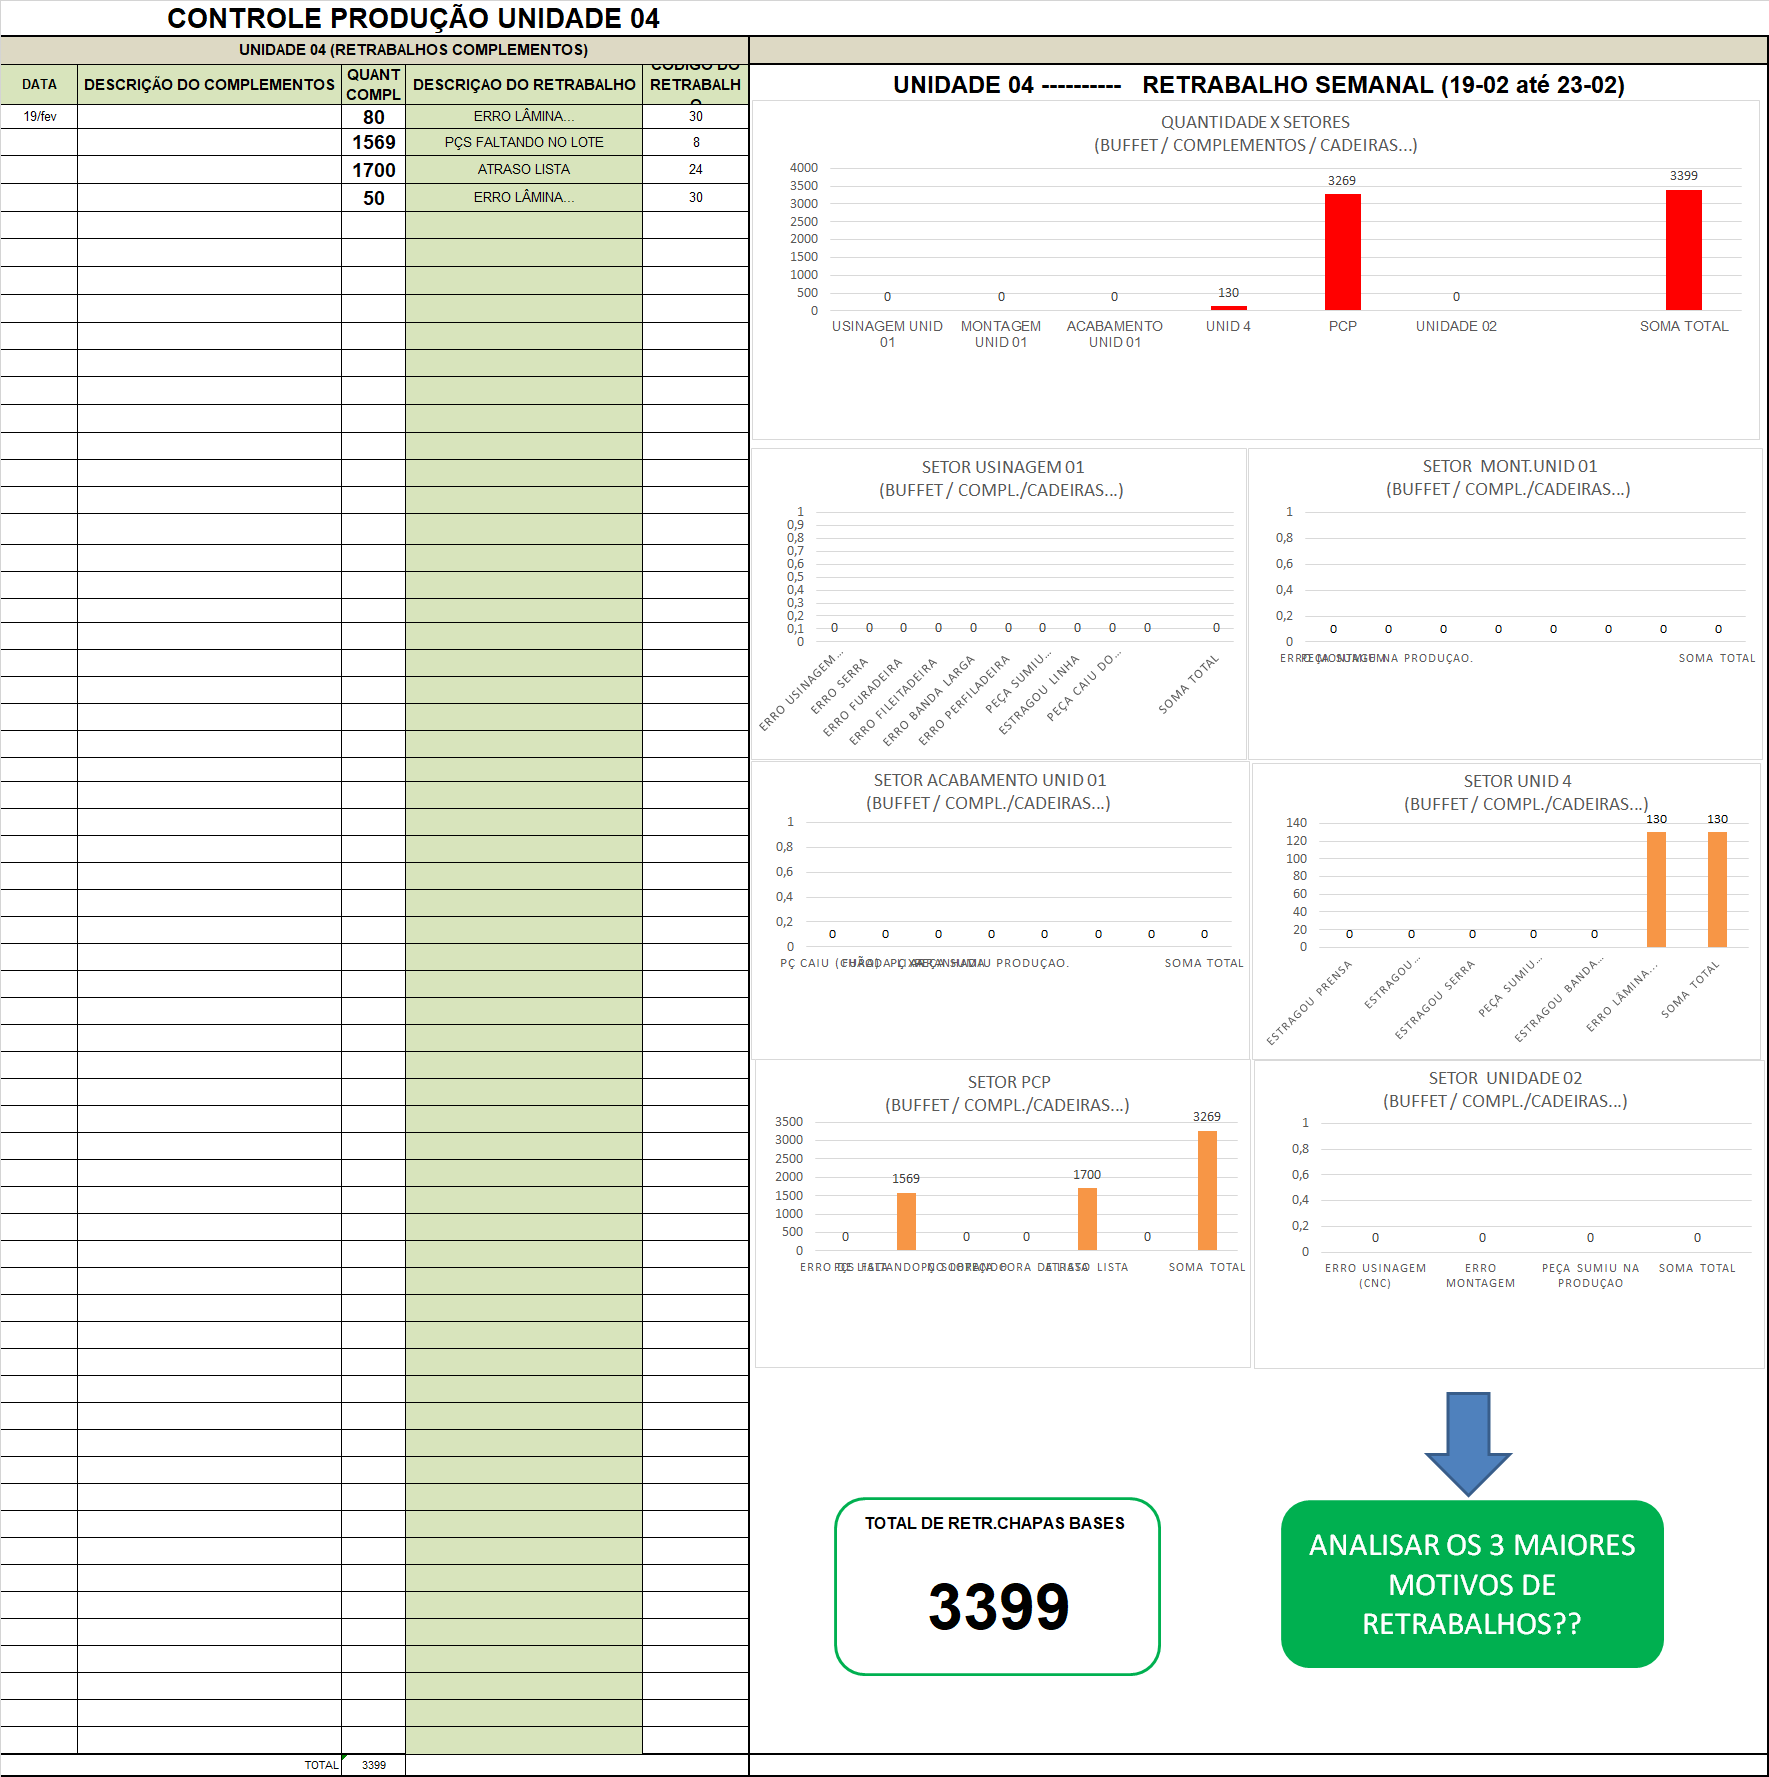 CONTROLE PRODUÇÃO UNIDADE 04
UNIDADE 04 (RETRABALHOS COMPLEMENTOS)
DATA DESCRIÇÃO DO COMPLEMENTOS QUANT COMPL DESCRIÇAO DO RETRABALHO CODIGO DO RETRABALHO
19/fev 80 ERRO LÂMINA... 30
1569 PÇS FALTANDO NO LOTE 8
1700 ATRASO LISTA 24
50 ERRO LÂMINA... 30
TOTAL 3399
UNIDADE 04 ---------- RETRABALHO SEMANAL (19-02 até 23-02)
QUANTIDADE X SETORES
(BUFFET / COMPLEMENTOS / CADEIRAS...)
4000
3500
3000
2500
2000
1500
1000
500
0
0 0 0 130 3269 0 3399
USINAGEM UNID 01 MONTAGEM UNID 01 ACABAMENTO UNID 01 UNID 4 PCP UNIDADE 02 SOMA TOTAL
SETOR USINAGEM 01
(BUFFET / COMPL./CADEIRAS...)
1
0,9
0,8
0,7
0,6
0,5
0,4
0,3
0,2
0,1
0
0 0 0 0 0 0 0 0 0 0 0
ERRO USINAGEM...
ERRO SERRA
ERRO FURADEIRA
ERRO FILEITADEIRA
ERRO BANDA LARGA
ERRO PERFILADEIRA
PEÇA SUMIU...
ESTRAGOU LINHA
PEÇA CAIU DO...
SOMA TOTAL
SETOR MONT.UNID 01
(BUFFET / COMPL./CADEIRAS...)
1
0,8
0,6
0,4
0,2
0
0 0 0 0 0 0 0 0
ERRO MONTAGEM PEÇA SUMIU NA PRODUÇAO. SOMA TOTAL
SETOR ACABAMENTO UNID 01
(BUFFET / COMPL./CADEIRAS...)
1
0,8
0,6
0,4
0,2
0
0 0 0 0 0 0 0 0
PÇ CAIU (CHÃO) PRODUÇAO. SOMA TOTAL
SETOR UNID 4
(BUFFET / COMPL./CADEIRAS...)
140
120
100
80
60
40
20
0
0 0 0 0 0 130 130
ESTRAGOU PRENSA
ESTRAGOU...
ESTRAGOU SERRA
PEÇA SUMIU...
ESTRAGOU BANDA...
ERRO LÂMINA...
SOMA TOTAL
SETOR PCP
(BUFFET / COMPL./CADEIRAS...)
3500
3000
2500
2000
1500
1000
500
0
0 1569 0 0 1700 0 3269
ERRO DE LISTA PÇS FALTANDO NO LOTE ATRASO LISTA SOMA TOTAL
SETOR UNIDADE 02
(BUFFET / COMPL./CADEIRAS...)
1
0,8
0,6
0,4
0,2
0
0 0 0 0
ERRO USINAGEM (CNC) ERRO MONTAGEM PEÇA SUMIU NA PRODUÇAO SOMA TOTAL
TOTAL DE RETR.CHAPAS BASES
3399
ANALISAR OS 3 MAIORES
MOTIVOS DE
RETRABALHOS??